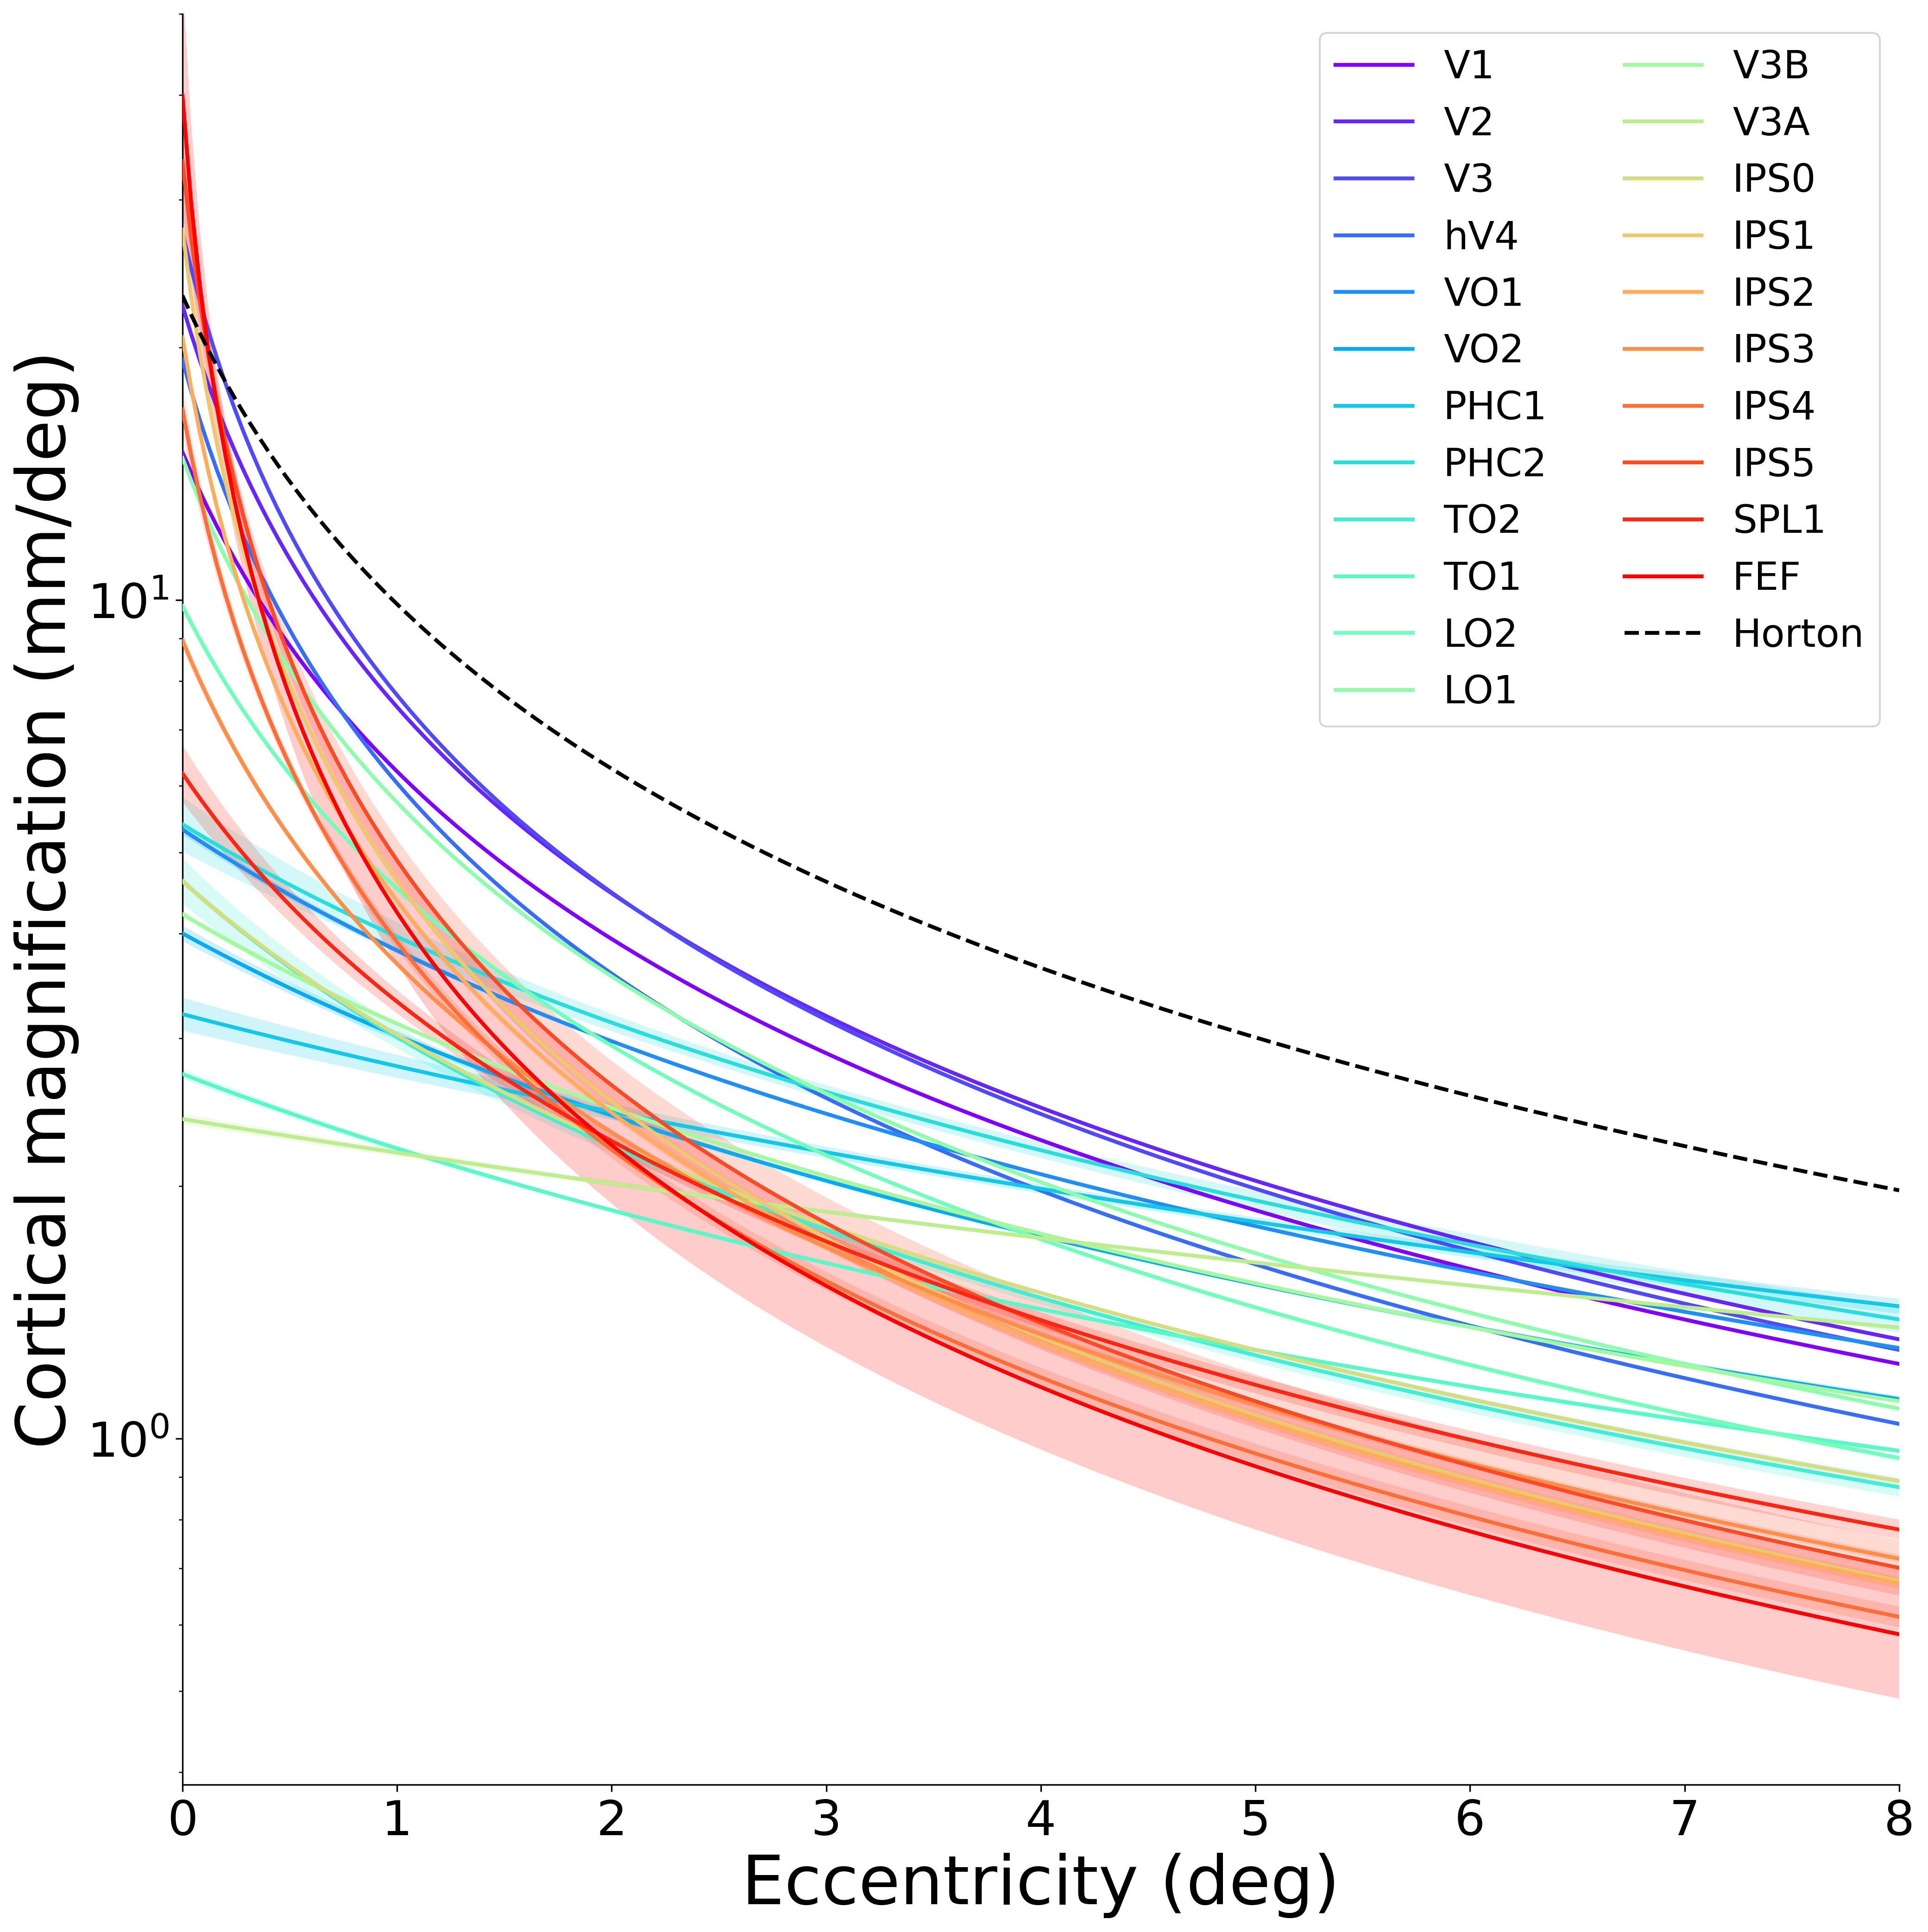 V1
V2
V3
hV4
VO1
VO2
PHC1
PHC2
TO2
TO1
LO2
LO1
V3B
V3A
IPS0
IPS1
IPS2
IPS3
IPS4
IPS5
SPL1
FEF
Horton
Cortical magnification (mm/deg)
10¹
10⁰
0 1 2 3 4 5 6 7 8
Eccentricity (deg)